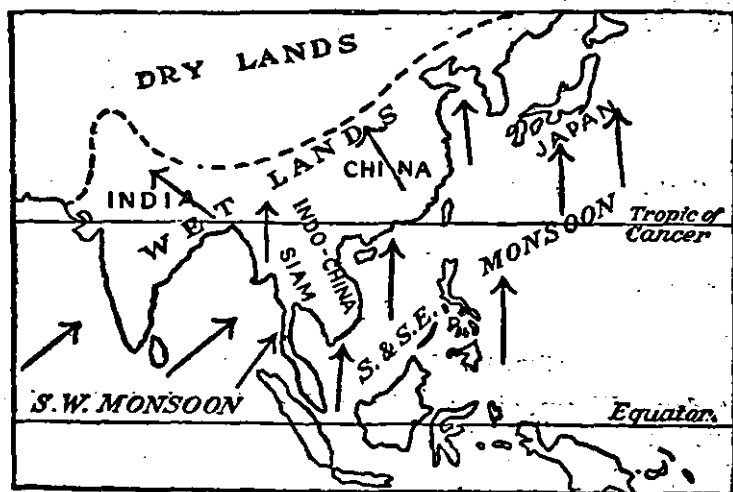 DRY LANDS
WET LANDS
CHINA
JAPAN
INDIA
INDO-CHINA
SIAM
Tropic of
Cancer
S. & S.E. MONSOON
S.W. MONSOON
Equator.